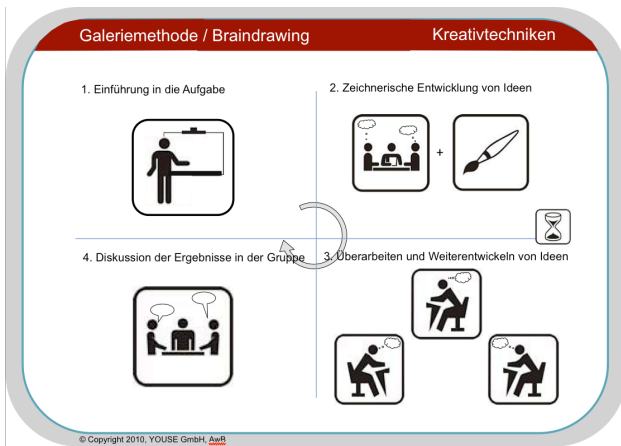 Galeriemethode / Braindrawing
Kreativtechniken
1. Einführung in die Aufgabe
2. Zeichnerische Entwicklung von Ideen
+
4. Diskussion der Ergebnisse in der Gruppe
3. Überarbeiten und Weiterentwickeln von Ideen
© Copyright 2010, YOUSE GmbH, AwB